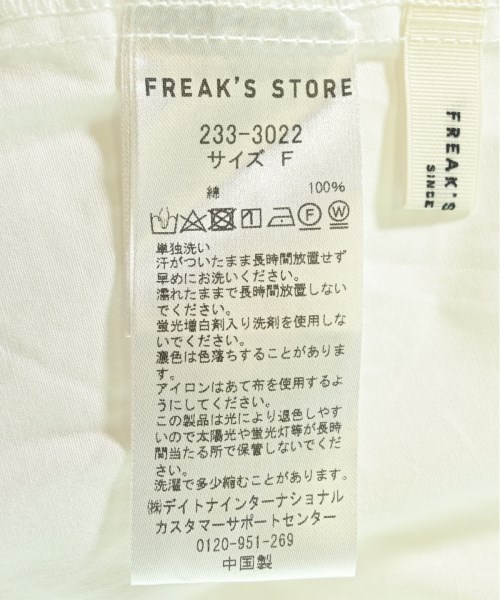 FREAK'S STORE
233-3022
サイズ F
綿 100%
F W
単独洗い
汗がついたまま長時間放置せず
早めにお洗いください。
濡れたままで長時間放置しない
でください。
蛍光増白剤入り洗剤を使用しな
いでください。
濃色は色落ちすることがありま
す。
アイロンはあて布を使用するよ
うにしてください。
この製品は光により退色しやす
いので太陽光や蛍光灯等が長時
間当たる所で保管しないでくだ
さい。
洗濯で多少縮むことがあります。
㈱デイトナインターナショナル
カスタマーサポートセンター
0120-951-269
中国製
FREAK'S
SINCE